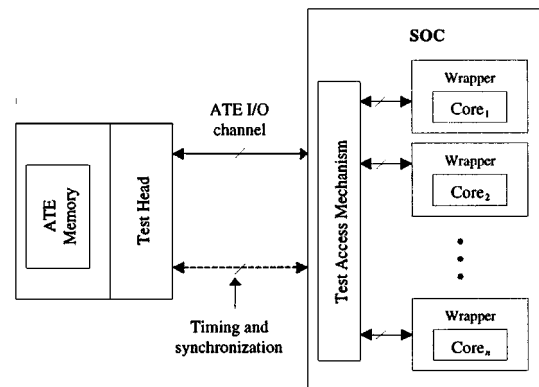 SOC
Wrapper
Core1
ATE I/O
channel
Wrapper
Core2
ATE
Memory
Test Head
Test Access Mechanism
Timing and
synchronization
Wrapper
Coren